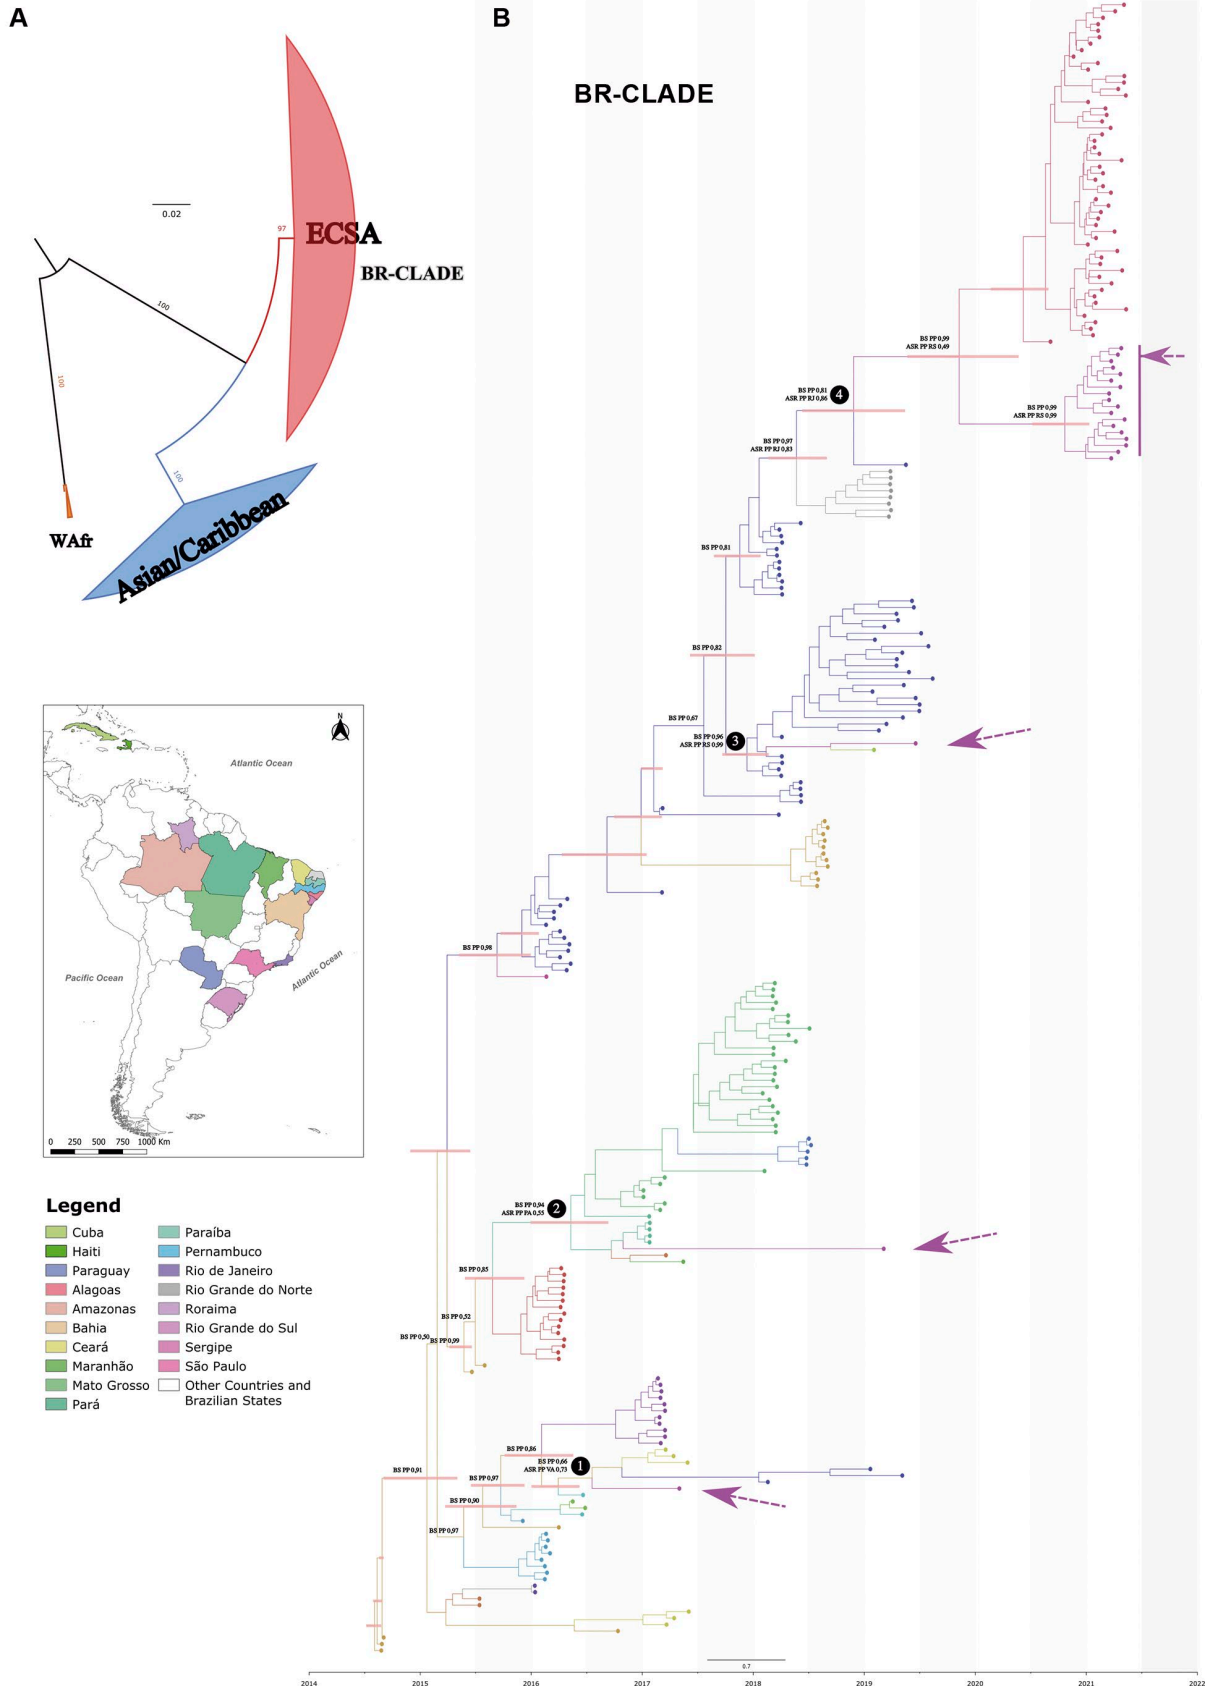 A
B
BR-CLADE
0.02
97
ECSA
BR-CLADE
100
100
100
WAfr
Asian/Caribbean
BS PP 0,99
ASR PP RS 0,49
BS PP 0,81
ASR PP RJ 0,86
4
BS PP 0,99
ASR PP RS 0,99
BS PP 0,97
ASR PP RJ 0,83
BS PP 0,81
BS PP 0,82
BS PP 0,67
BS PP 0,96
ASR PP RS 0,99
3
BS PP 0,98
BS PP 0,94
ASR PP PA 0,55
2
BS PP 0,85
BS PP 0,52
BS PP 0,50
BS PP 0,99
BS PP 0,86
BS PP 0,66
ASR PP VA 0,73
1
BS PP 0,91
BS PP 0,97
BS PP 0,90
BS PP 0,97
N
Atlantic Ocean
Pacific Ocean
Atlantic Ocean
0 250 500 750 1000 Km
Legend
Cuba
Haiti
Paraguay
Alagoas
Amazonas
Bahia
Ceará
Maranhão
Mato Grosso
Pará
Paraíba
Pernambuco
Rio de Janeiro
Rio Grande do Norte
Roraima
Rio Grande do Sul
Sergipe
São Paulo
Other Countries and
Brazilian States
0.7
2014 2015 2016 2017 2018 2019 2020 2021 2022